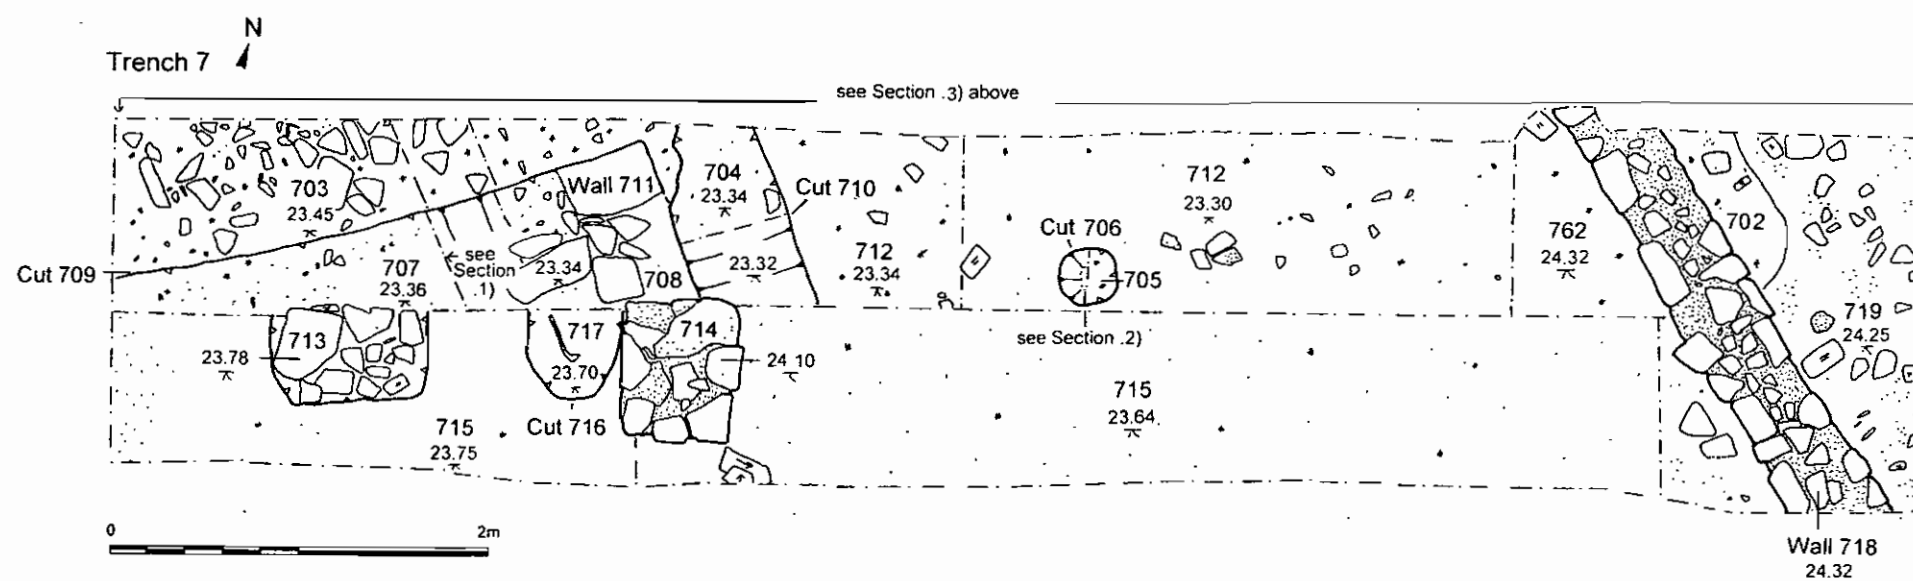 N
Trench 7
see Section .3) above
703
23.45
Wall 711
704
23.34
Cut 710
712
23.30
762
24.32
702
Cut 709
707
23.36
see
Section
1)
23.34
708
23.32
712
23.34
Cut 706
705
see Section .2)
719
24.25
713
23.78
717
23.70
714
24.10
Cut 716
715
23.75
715
23.64
0
2m
Wall 718
24.32